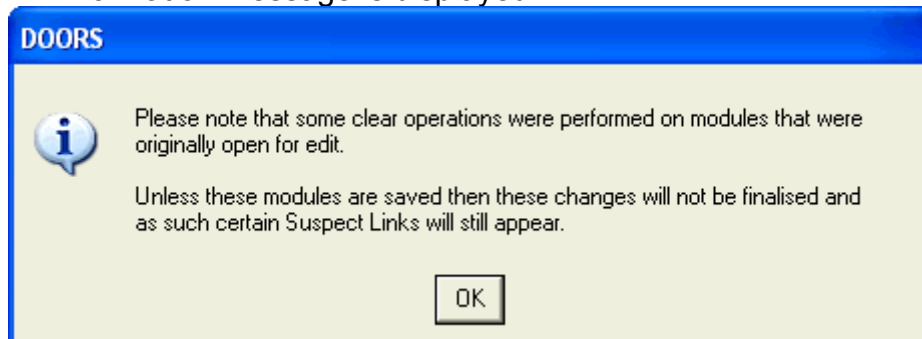 DOORS
Please note that some clear operations were performed on modules that were
originally open for edit.
Unless these modules are saved then these changes will not be finalised and
as such certain Suspect Links will still appear.
OK